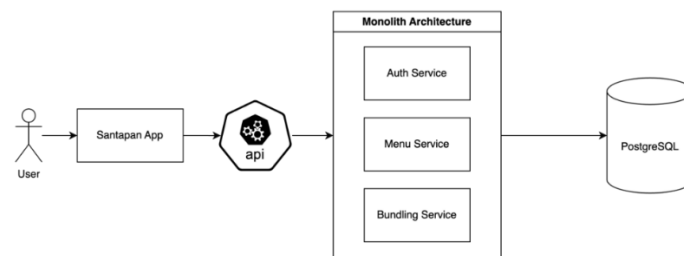 Monolith Architecture
Auth Service
Santapan App
api
Menu Service
PostgreSQL
User
Bundling Service